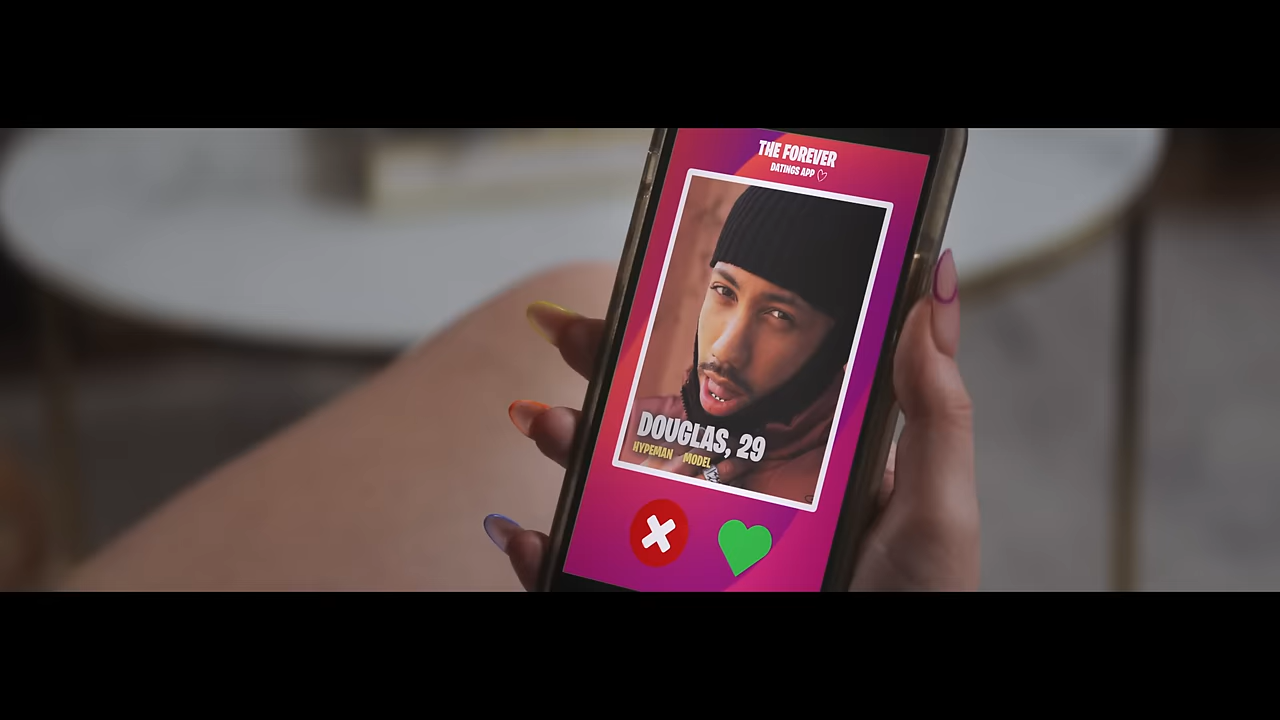 THE FOREVER
DATINGS APP
DOUGLAS, 29
HYPEMAN MODEL